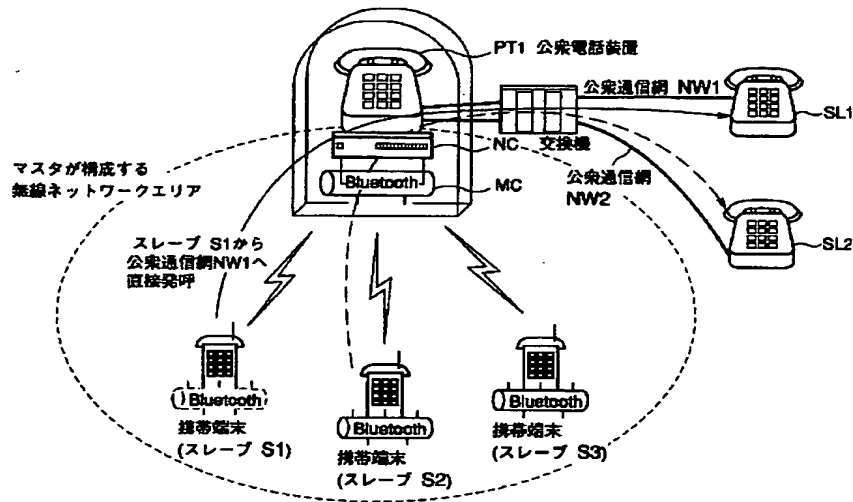 PT1 公衆電話装置
公衆通信網 NW1
SL1
NC
交換機
マスタが構成する
無線ネットワークエリア
公衆通信網
NW2
Bluetooth
MC
SL2
スレーブ S1から
公衆通信網NW1へ
直接発呼
Bluetooth
携帯端末
(スレーブ S1)
Bluetooth
携帯端末
(スレーブ S2)
Bluetooth
携帯端末
(スレーブ S3)